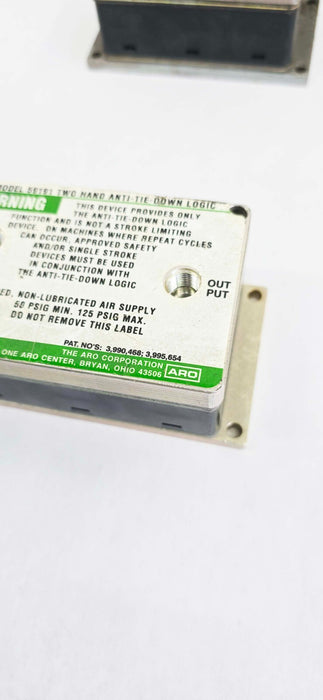 MODEL 59151 TWO HAND ANTI-TIE-DOWN LOGIC
RNING
THIS DEVICE PROVIDES ONLY
THE ANTI-TIE-DOWN LOGIC
FUNCTION AND IS NOT A STROKE LIMITING
DEVICE. ON MACHINES WHERE REPEAT CYCLES
CAN OCCUR, APPROVED SAFETY
AND/OR SINGLE STROKE
DEVICES MUST BE USED
IN CONJUNCTION WITH
THE ANTI-TIE-DOWN LOGIC
OUT
PUT
ED, NON-LUBRICATED AIR SUPPLY
50 PSIG MIN. 125 PSIG MAX.
DO NOT REMOVE THIS LABEL
PAT. NO'S: 3,990,468; 3,995,654
THE ARO CORPORATION
ONE ARO CENTER, BRYAN, OHIO 43506
ARO